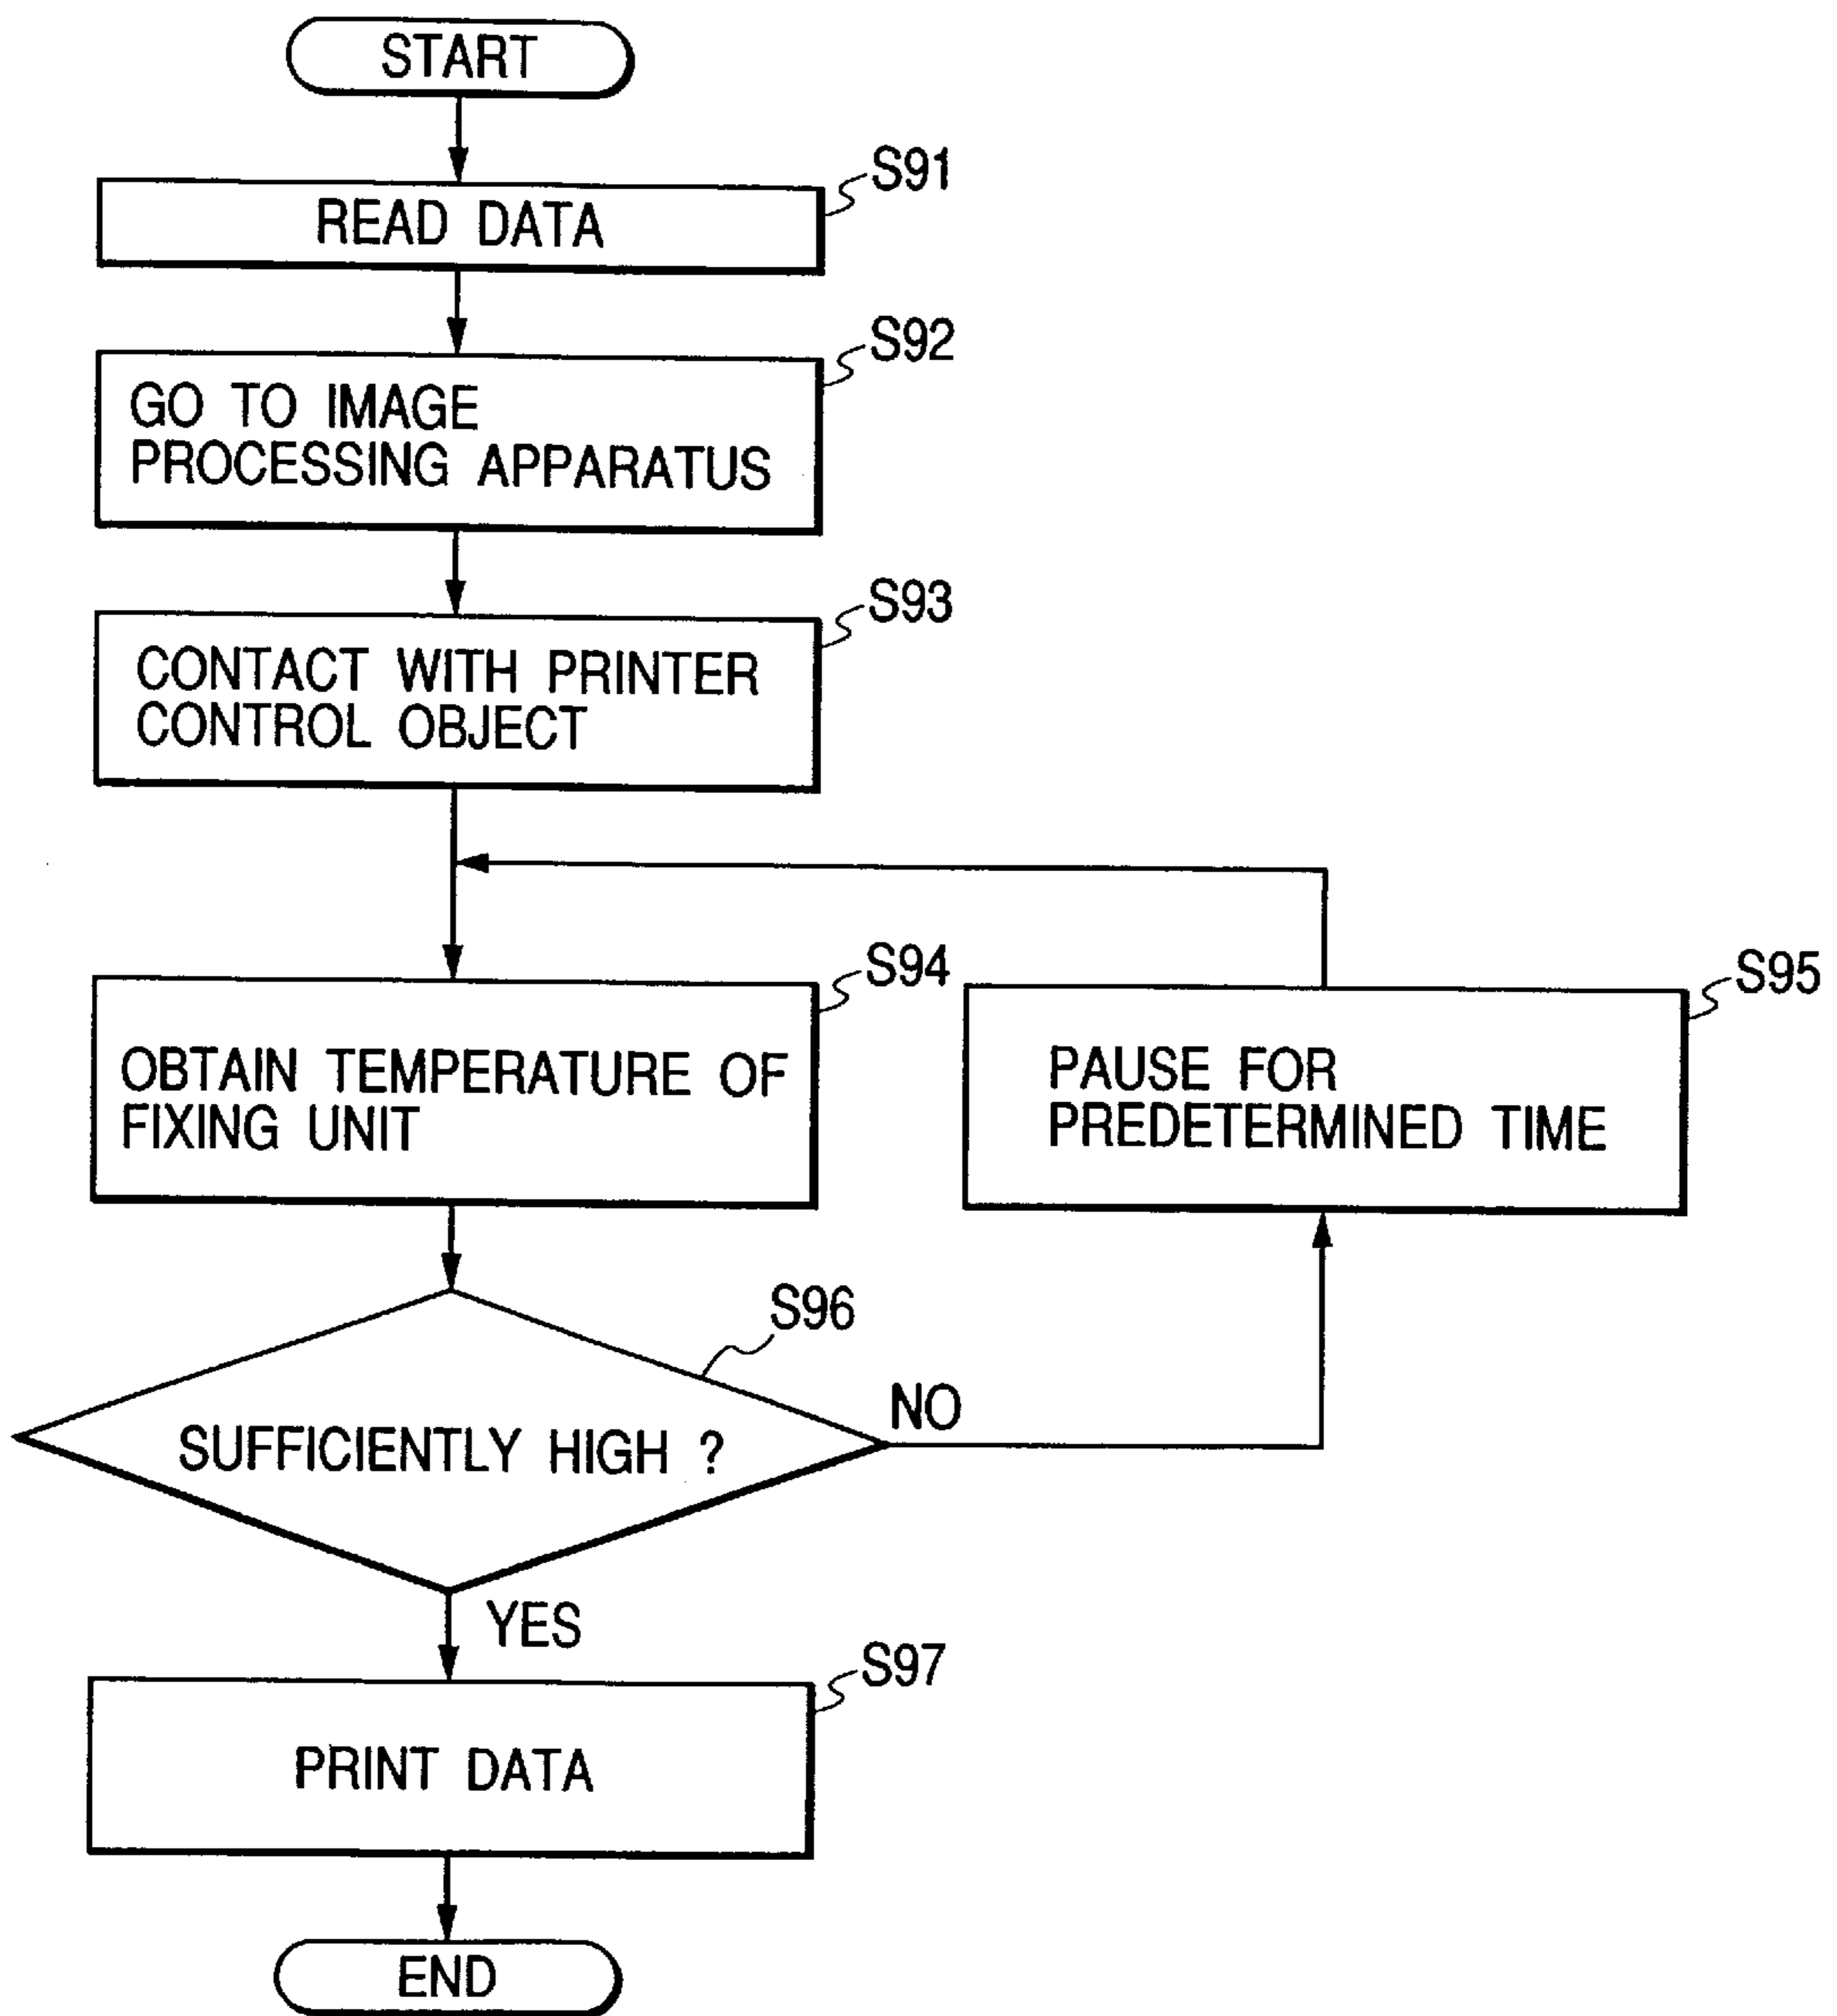 START
S91
READ DATA
S92
GO TO IMAGE
PROCESSING APPARATUS
S93
CONTACT WITH PRINTER
CONTROL OBJECT
S94
OBTAIN TEMPERATURE OF
FIXING UNIT
S95
PAUSE FOR
PREDETERMINED TIME
S96
SUFFICIENTLY HIGH ?
NO
YES
S97
PRINT DATA
END